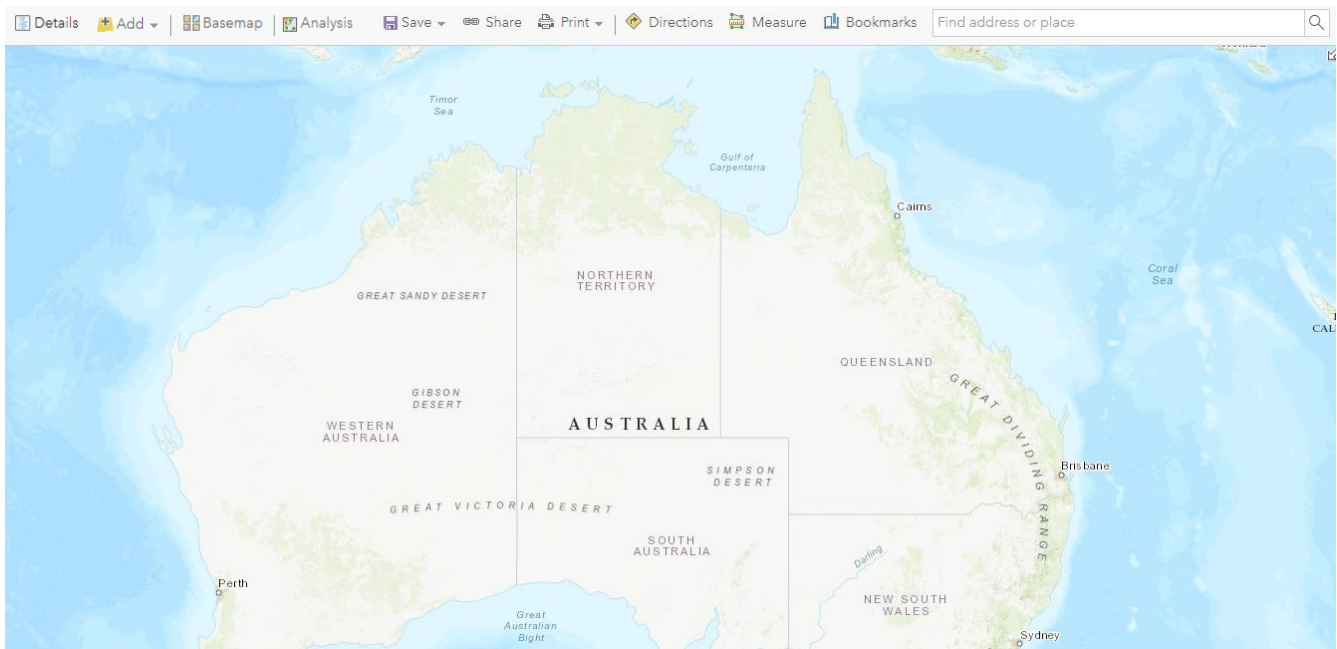 Details Add Basemap Analysis Save Share Print Directions Measure Bookmarks Find address or place
Timor
Sea
Gulf of
Carpentaria
Cairns
Coral
Sea
NORTHERN
TERRITORY
GREAT SANDY DESERT
QUEENSLAND
GREAT DIVIDING RANGE
GIBSON
DESERT
AUSTRALIA
WESTERN
AUSTRALIA
Brisbane
SIMPSON
DESERT
GREAT VICTORIA DESERT
SOUTH
AUSTRALIA
Darling
Perth
NEW SOUTH
WALES
Great
Australian
Bight
Sydney